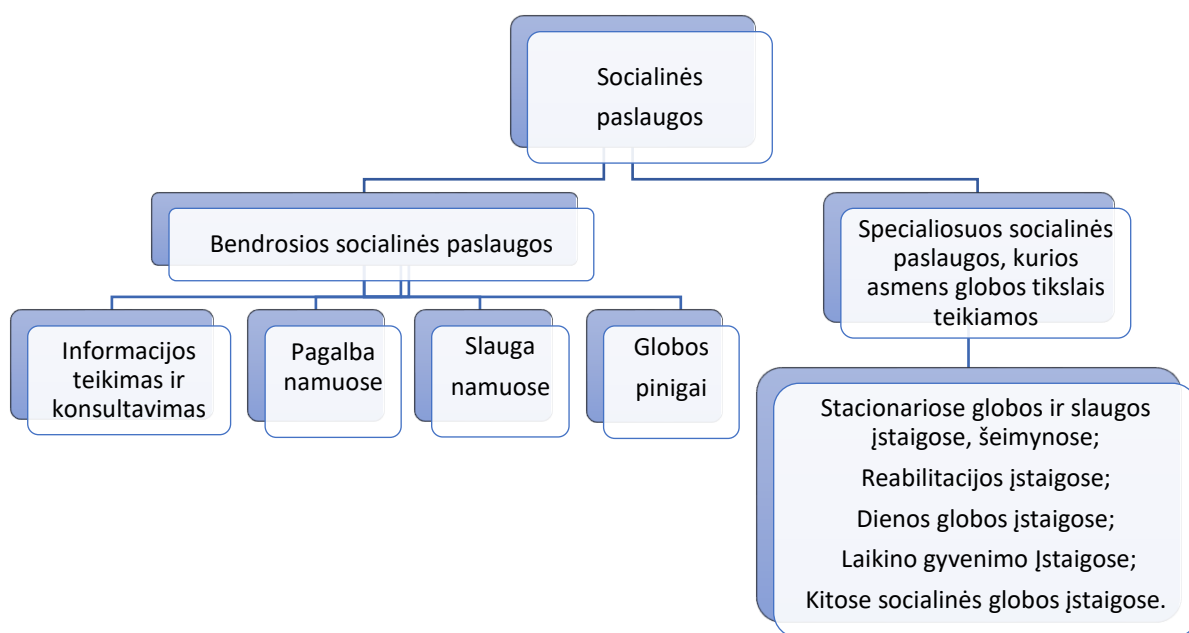 Socialinės
paslaugos
Bendrosios socialinės paslaugos
Specialiosuos socialinės
paslaugos, kurios
asmens globos tikslais
teikiamos
Informacijos
teikimas ir
konsultavimas
Pagalba
namuose
Slauga
namuose
Globos
pinigai
Stacionariose globos ir slaugos
įstaigose, šeimynose;
Reabilitacijos įstaigose;
Dienos globos įstaigose;
Laikino gyvenimo Įstaigose;
Kitose socialinės globos įstaigose.